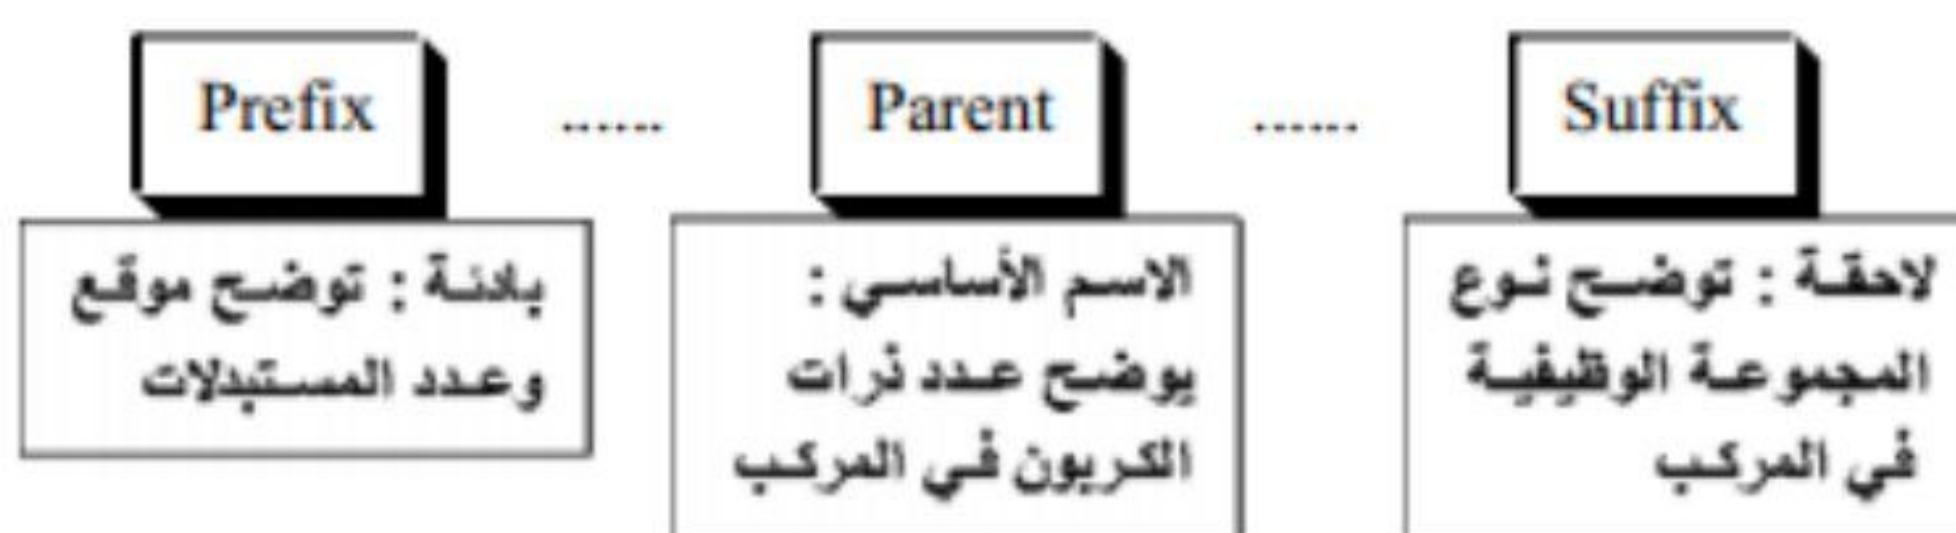 Prefix ...... Parent ...... Suffix
بادئة : توضح موقع
وعدد المستبدلات
الاسم الأساسي :
يوضح عدد ذرات
الكربون في المركب
لاحقة : توضح نوع
المجموعة الوظيفية
في المركب